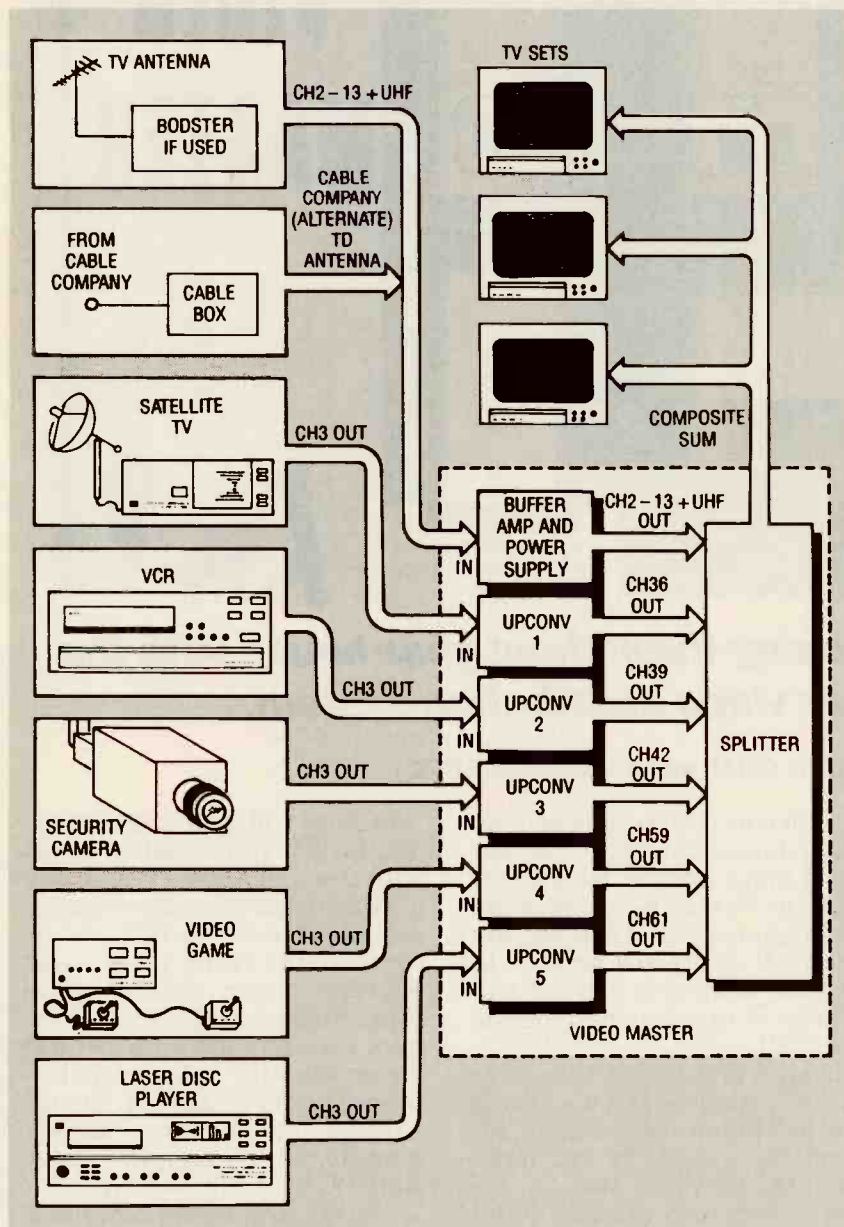 TV ANTENNA
BODSTER
IF USED
CH2 – 13 + UHF
CABLE
COMPANY
(ALTERNATE)
TD
ANTENNA
FROM
CABLE
COMPANY
CABLE
BOX
SATELLITE
TV
CH3 OUT
VCR
CH3 OUT
SECURITY
CAMERA
CH3 OUT
VIDEO
GAME
CH3 OUT
LASER DISC
PLAYER
CH3 OUT
TV SETS
COMPOSITE
SUM
BUFFER
AMP AND
POWER
SUPPLY
IN
CH2 – 13 + UHF
OUT
UPCONV
1
IN
CH36
OUT
UPCONV
2
IN
CH39
OUT
UPCONV
3
IN
CH42
OUT
UPCONV
4
IN
CH59
OUT
UPCONV
5
IN
CH61
OUT
SPLITTER
VIDEO MASTER